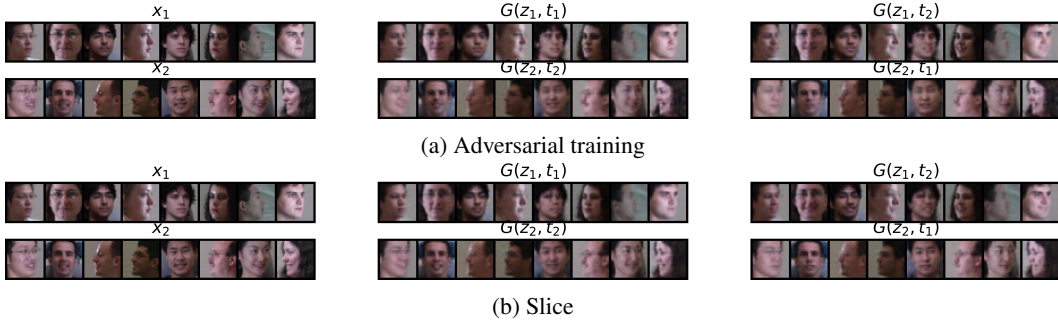 x₁ G(z₁, t₁) G(z₁, t₂)
x₂ G(z₂, t₂) G(z₂, t₁)
(a) Adversarial training
x₁ G(z₁, t₁) G(z₁, t₂)
x₂ G(z₂, t₂) G(z₂, t₁)
(b) Slice